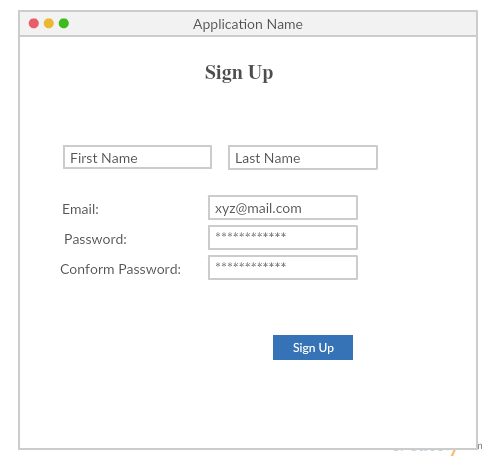 Application Name
Sign Up
First Name Last Name
Email: xyz@mail.com
Password: ************
Conform Password: ************
Sign Up